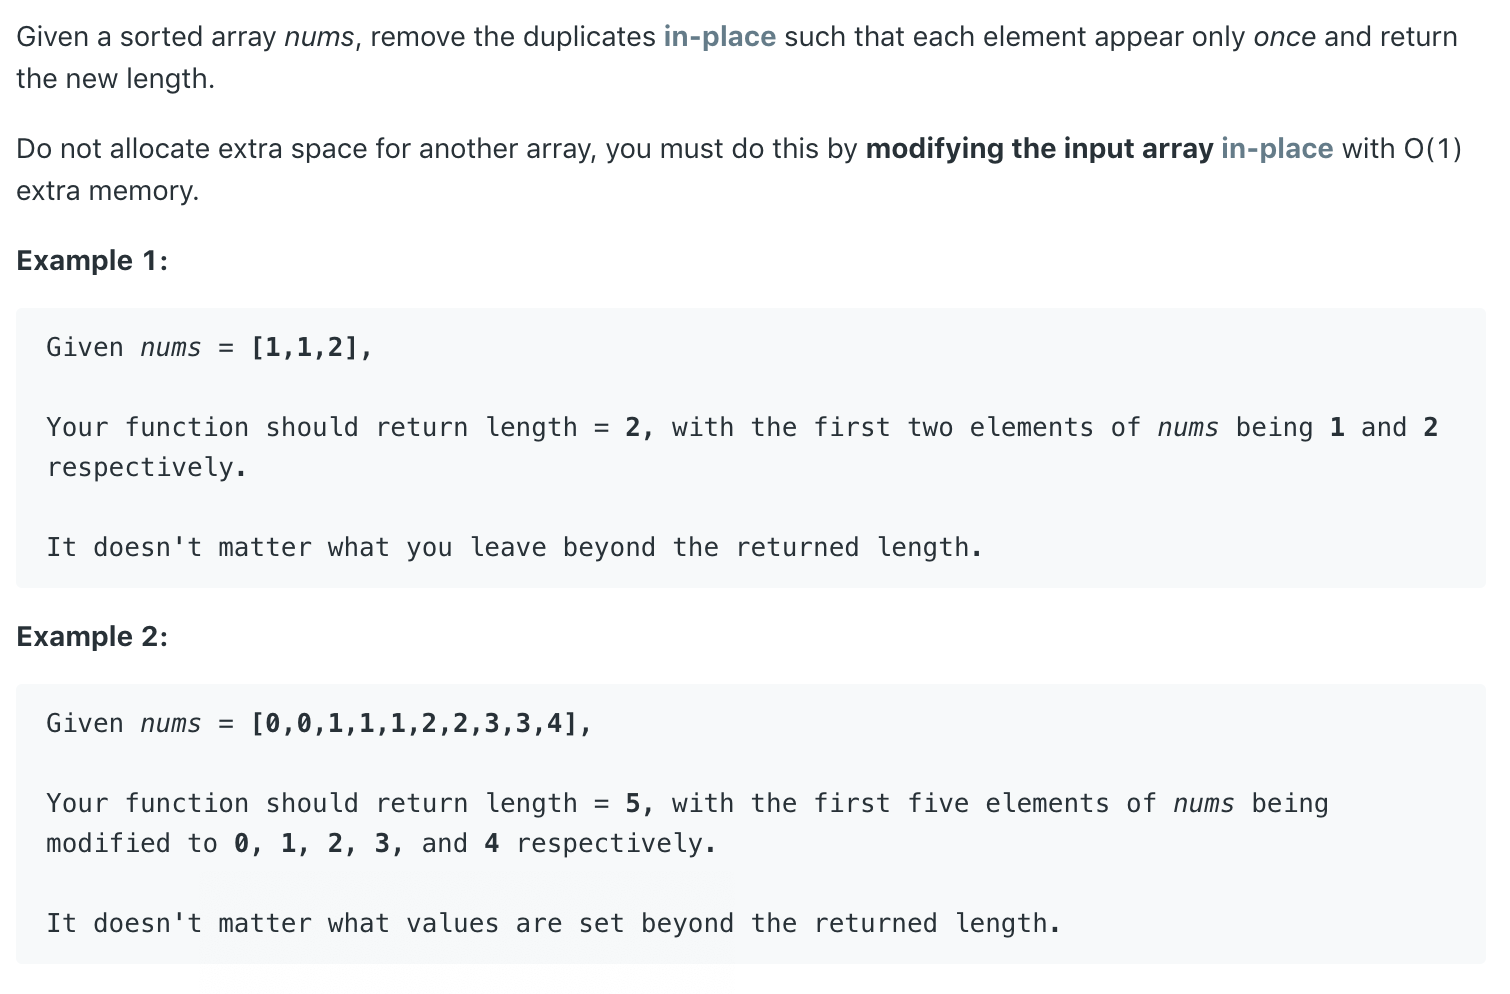 Given a sorted array nums, remove the duplicates in-place such that each element appear only once and return
the new length.
Do not allocate extra space for another array, you must do this by modifying the input array in-place with O(1)
extra memory.
Example 1:
Given nums = [1,1,2],
Your function should return length = 2, with the first two elements of nums being 1 and 2
respectively.
It doesn't matter what you leave beyond the returned length.
Example 2:
Given nums = [0,0,1,1,1,2,2,3,3,4],
Your function should return length = 5, with the first five elements of nums being
modified to 0, 1, 2, 3, and 4 respectively.
It doesn't matter what values are set beyond the returned length.